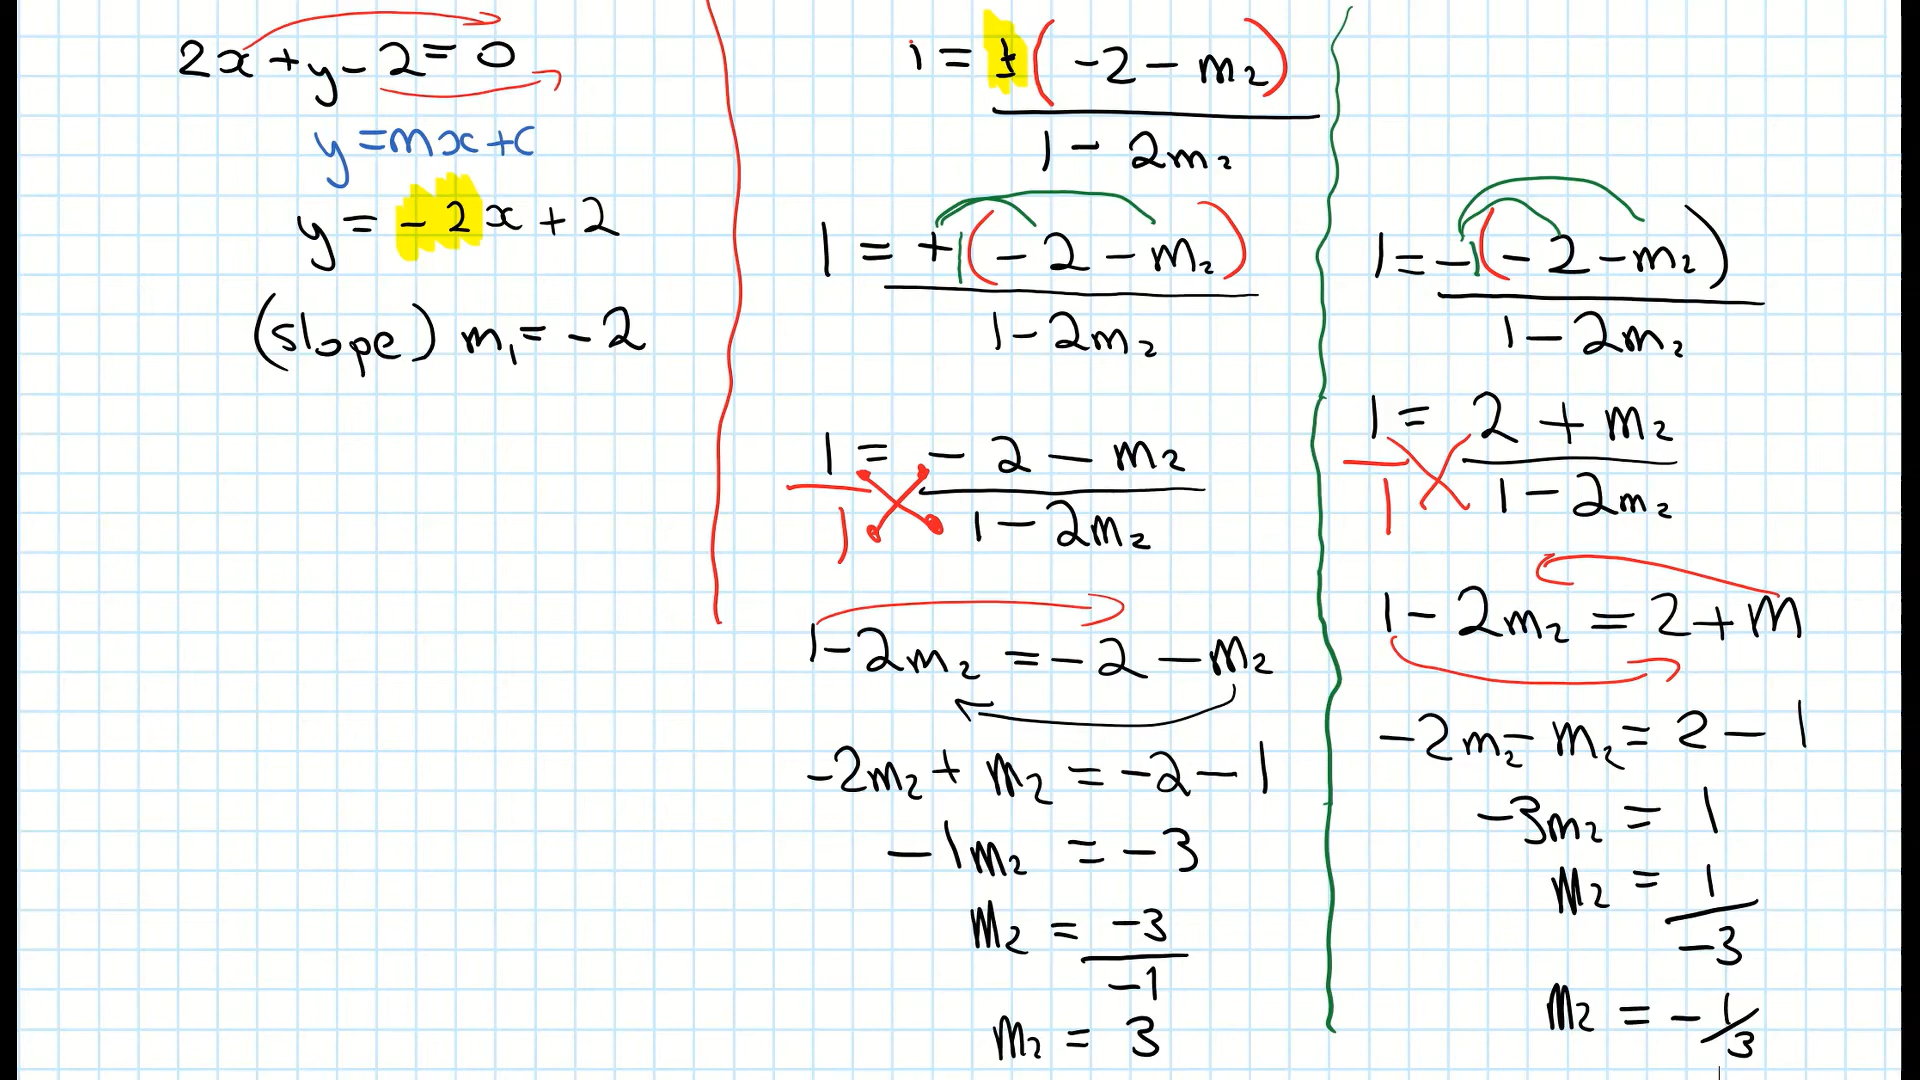 2x + y - 2 = 0
y = mx + c
y = -2x + 2
(slope) m₁ = -2
1 = ±(-2 - m₂)
1 - 2m₂
1 = +1(-2 - m₂)
1 - 2m₂
1 = -2 - m₂
1 1 - 2m₂
1 - 2m₂ = -2 - m₂
-2m₂ + m₂ = -2 - 1
-1m₂ = -3
m₂ = -3
-1
m₂ = 3
1 = -1(-2 - m₂)
1 - 2m₂
1 = 2 + m₂
1 1 - 2m₂
1 - 2m₂ = 2 + m
-2m₂ - m₂ = 2 - 1
-3m₂ = 1
m₂ = 1
-3
m₂ = -1/3